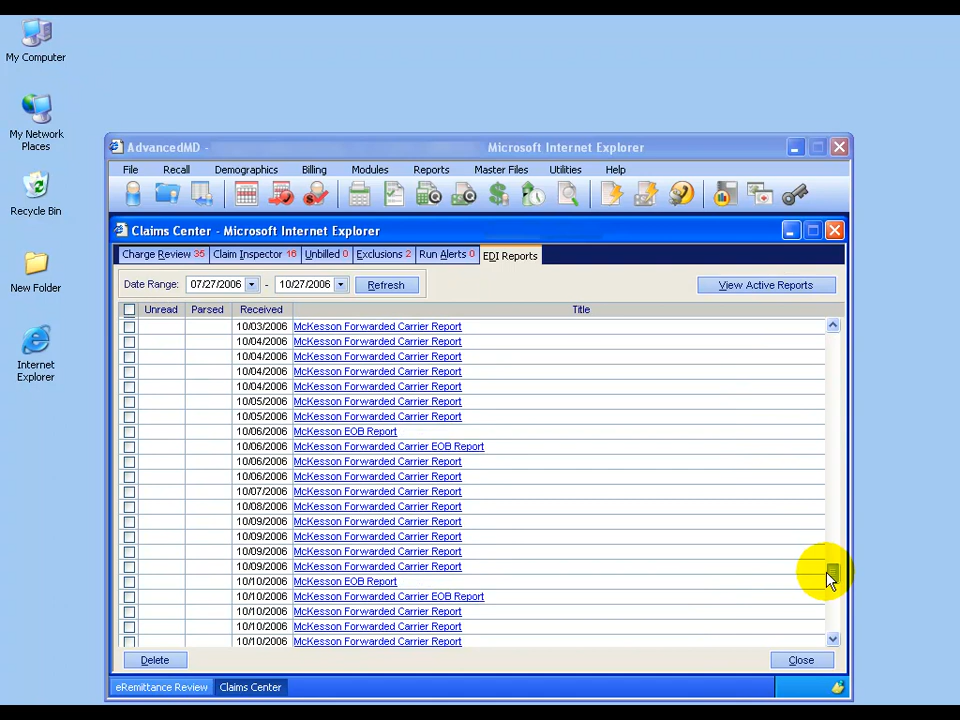 My Computer
My Network
Places
Recycle Bin
New Folder
Internet
Explorer
AdvancedMD - Microsoft Internet Explorer
File Recall Demographics Billing Modules Reports Master Files Utilities Help
Claims Center - Microsoft Internet Explorer
Charge Review 35 Claim Inspector 16 Unbilled 0 Exclusions 2 Run Alerts 0 EDI Reports
Date Range: 07/27/2006 - 10/27/2006 Refresh View Active Reports
Unread Parsed Received Title
10/03/2006 McKesson Forwarded Carrier Report
10/04/2006 McKesson Forwarded Carrier Report
10/04/2006 McKesson Forwarded Carrier Report
10/04/2006 McKesson Forwarded Carrier Report
10/04/2006 McKesson Forwarded Carrier Report
10/05/2006 McKesson Forwarded Carrier Report
10/05/2006 McKesson Forwarded Carrier Report
10/06/2006 McKesson EOB Report
10/06/2006 McKesson Forwarded Carrier EOB Report
10/06/2006 McKesson Forwarded Carrier Report
10/06/2006 McKesson Forwarded Carrier Report
10/07/2006 McKesson Forwarded Carrier Report
10/08/2006 McKesson Forwarded Carrier Report
10/09/2006 McKesson Forwarded Carrier Report
10/09/2006 McKesson Forwarded Carrier Report
10/09/2006 McKesson Forwarded Carrier Report
10/09/2006 McKesson Forwarded Carrier Report
10/10/2006 McKesson EOB Report
10/10/2006 McKesson Forwarded Carrier EOB Report
10/10/2006 McKesson Forwarded Carrier Report
10/10/2006 McKesson Forwarded Carrier Report
10/10/2006 McKesson Forwarded Carrier Report
Delete Close
eRemittance Review Claims Center